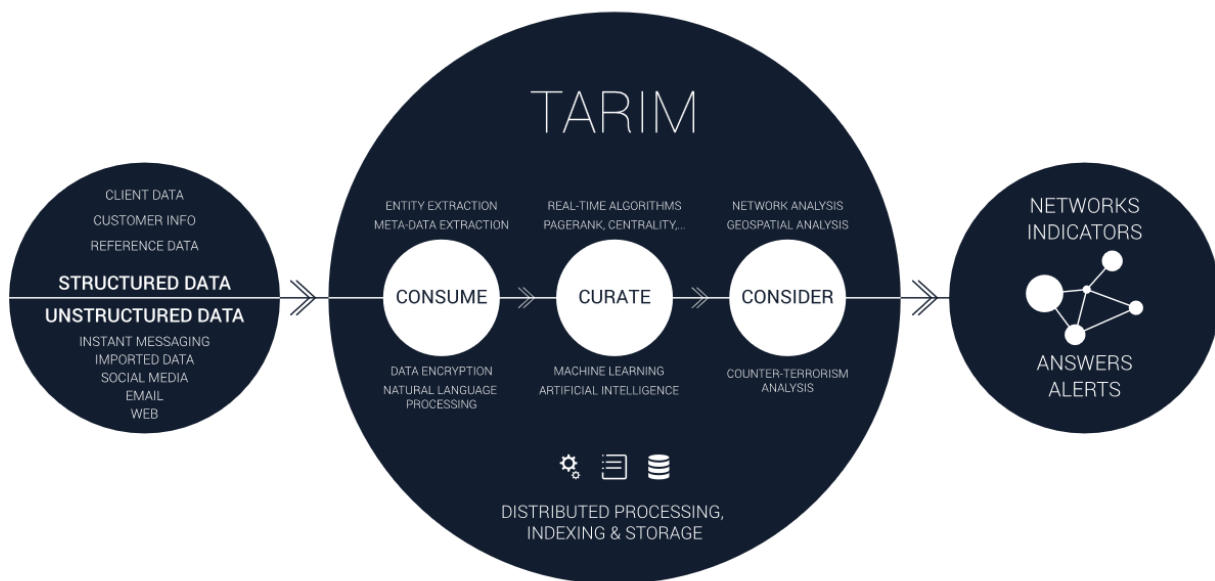 CLIENT DATA
CUSTOMER INFO
REFERENCE DATA
STRUCTURED DATA
UNSTRUCTURED DATA
INSTANT MESSAGING
IMPORTED DATA
SOCIAL MEDIA
EMAIL
WEB
TARIM
ENTITY EXTRACTION
META-DATA EXTRACTION
CONSUME
DATA ENCRYPTION
NATURAL LANGUAGE
PROCESSING
REAL-TIME ALGORITHMS
PAGERANK, CENTRALITY,...
CURATE
MACHINE LEARNING
ARTIFICIAL INTELLIGENCE
NETWORK ANALYSIS
GEOSPATIAL ANALYSIS
CONSIDER
COUNTER-TERRORISM
ANALYSIS
DISTRIBUTED PROCESSING,
INDEXING & STORAGE
NETWORKS
INDICATORS
ANSWERS
ALERTS